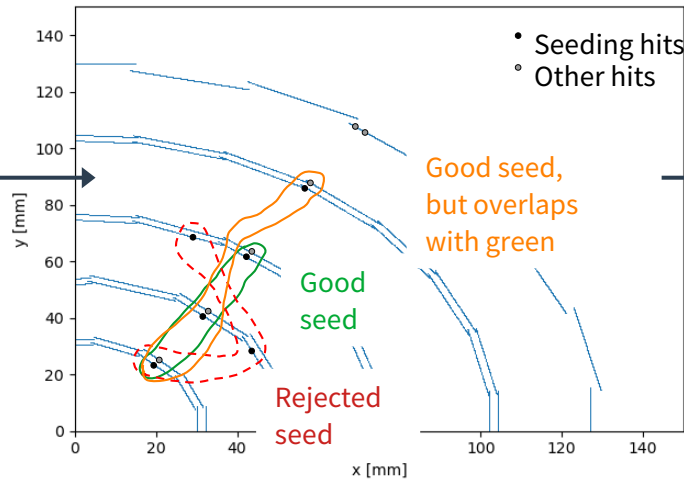 140
120
100
80
60
40
20
0
y [mm]
Seeding hits
Other hits
Good seed,
but overlaps
with green
Good
seed
Rejected
seed
0 20 40 100 120 140
x [mm]